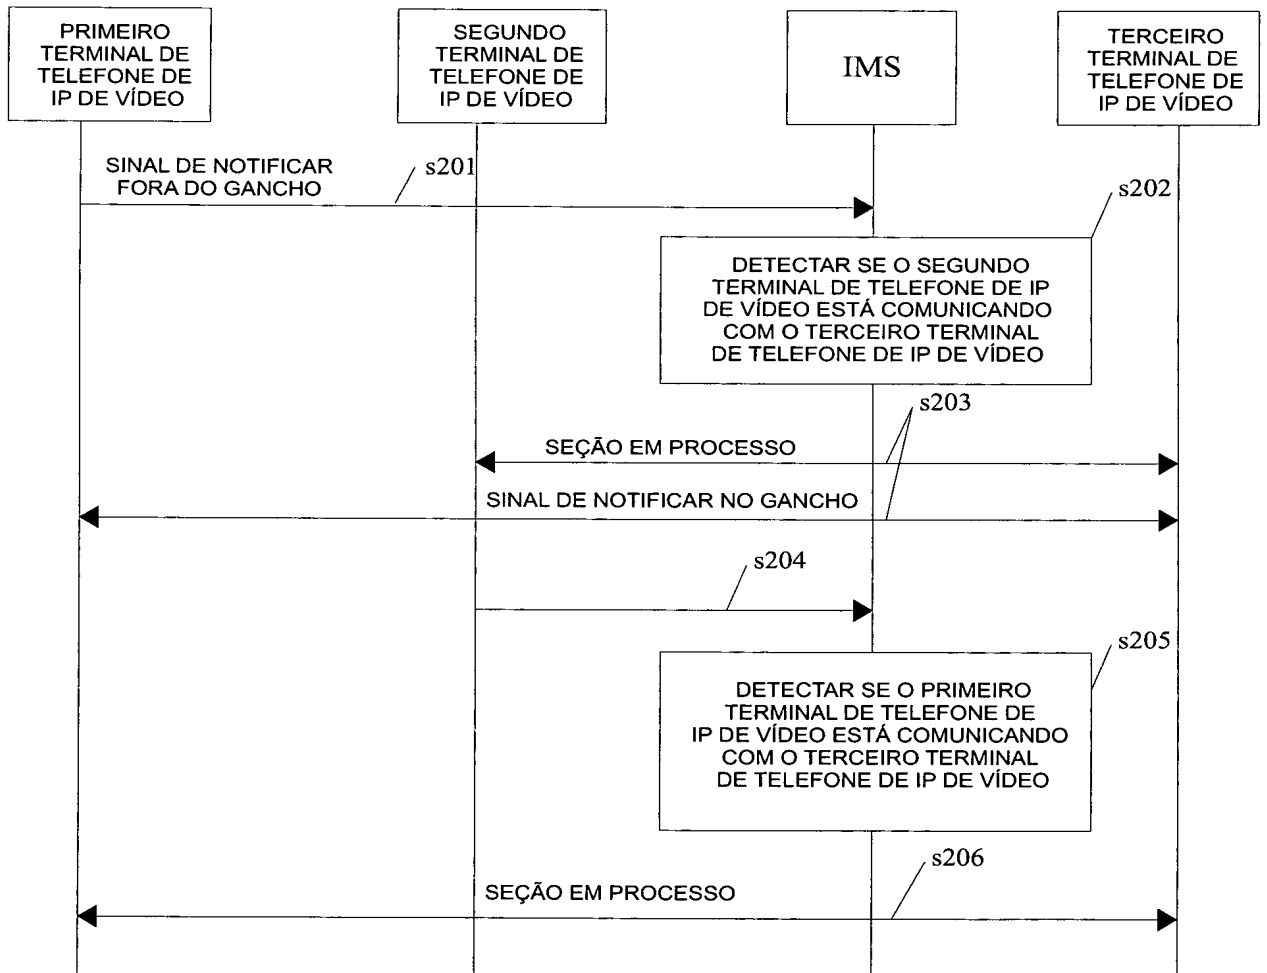 PRIMEIRO
TERMINAL DE
TELEFONE DE
IP DE VÍDEO
SEGUNDO
TERMINAL DE
TELEFONE DE
IP DE VÍDEO
IMS
TERCEIRO
TERMINAL DE
TELEFONE DE
IP DE VÍDEO
SINAL DE NOTIFICAR
FORA DO GANCHO
s201
s202
DETECTAR SE O SEGUNDO
TERMINAL DE TELEFONE DE IP
DE VÍDEO ESTÁ COMUNICANDO
COM O TERCEIRO TERMINAL
DE TELEFONE DE IP DE VÍDEO
s203
SEÇÃO EM PROCESSO
SINAL DE NOTIFICAR NO GANCHO
s204
s205
DETECTAR SE O PRIMEIRO
TERMINAL DE TELEFONE DE
IP DE VÍDEO ESTÁ COMUNICANDO
COM O TERCEIRO TERMINAL
DE TELEFONE DE IP DE VÍDEO
s206
SEÇÃO EM PROCESSO